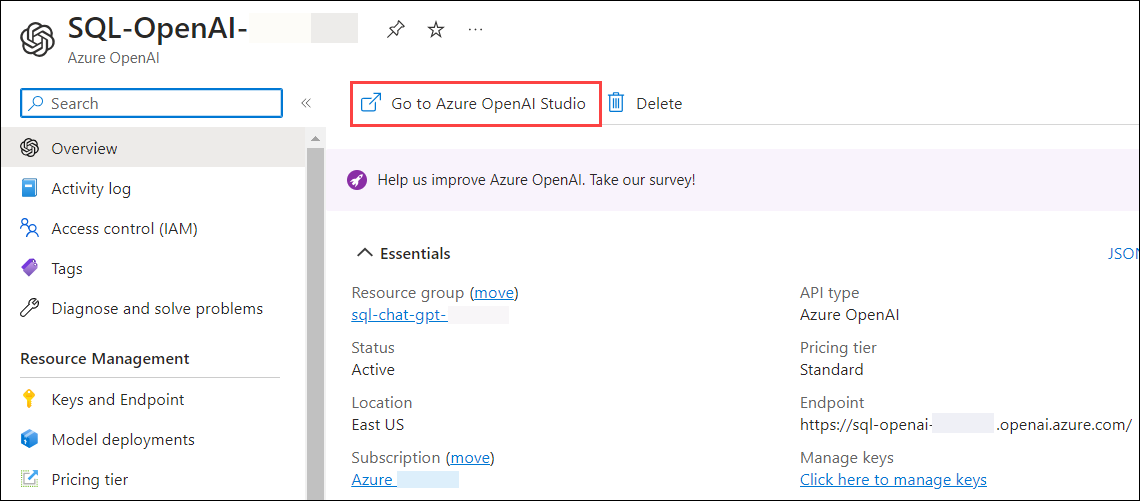 SQL-OpenAI-
Azure OpenAI
Search
Go to Azure OpenAI Studio
Delete
Overview
Activity log
Access control (IAM)
Tags
Diagnose and solve problems
Resource Management
Keys and Endpoint
Model deployments
Pricing tier
Help us improve Azure OpenAI. Take our survey!
Essentials
JSON
Resource group (move)
sql-chat-gpt-
Status
Active
Location
East US
Subscription (move)
Azure
API type
Azure OpenAI
Pricing tier
Standard
Endpoint
https://sql-openai- .openai.azure.com/
Manage keys
Click here to manage keys